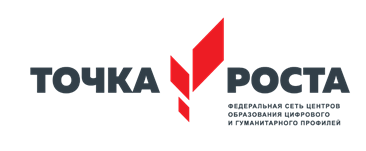 ТОЧКА РОСТА
ФЕДЕРАЛЬНАЯ СЕТЬ ЦЕНТРОВ
ОБРАЗОВАНИЯ ЦИФРОВОГО
И ГУМАНИТАРНОГО ПРОФИЛЕЙ